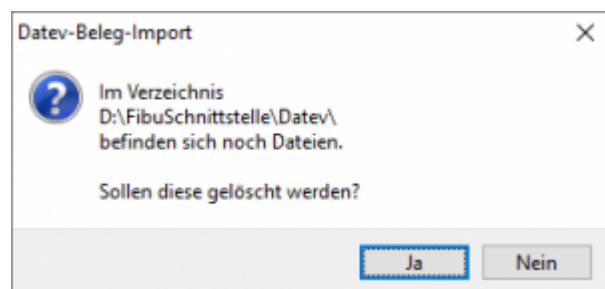 Datev-Beleg-Import
Im Verzeichnis
D:\FibuSchnittstelle\Datev\
befinden sich noch Dateien.
Sollen diese gelöscht werden?
Ja
Nein